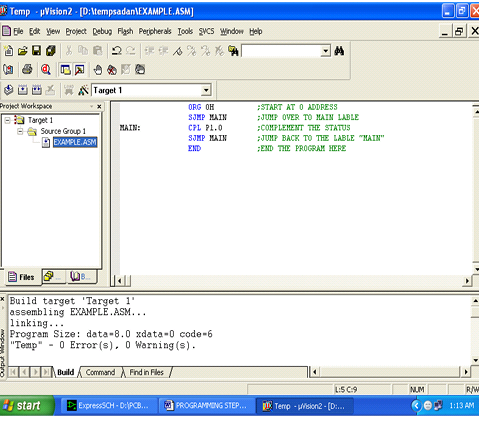 Temp - µVision2 - [D:\tempsadan\EXAMPLE.ASM]
File Edit View Project Debug Flash Peripherals Tools SVCS Window Help
Target 1
Project Workspace
Target 1
Source Group 1
EXAMPLE.ASM
ORG 0H ;START AT 0 ADDRESS
SJMP MAIN ;JUMP OVER TO MAIN LABLE
MAIN: CPL P1.0 ;COMPLEMENT THE STATUS
SJMP MAIN ;JUMP BACK TO THE LABLE "MAIN"
END ;END THE PROGRAM HERE
Files B...
Build target 'Target 1'
assembling EXAMPLE.ASM...
linking...
Program Size: data=8.0 xdata=0 code=6
"Temp" - 0 Error(s), 0 Warning(s).
Output Window
Build Command Find in Files
L:5 C:9 NUM R/W
start ExpressSCH - D:\PCB... PROGRAMMING STEP... Temp - µVision2 - [D:... 1:13 AM